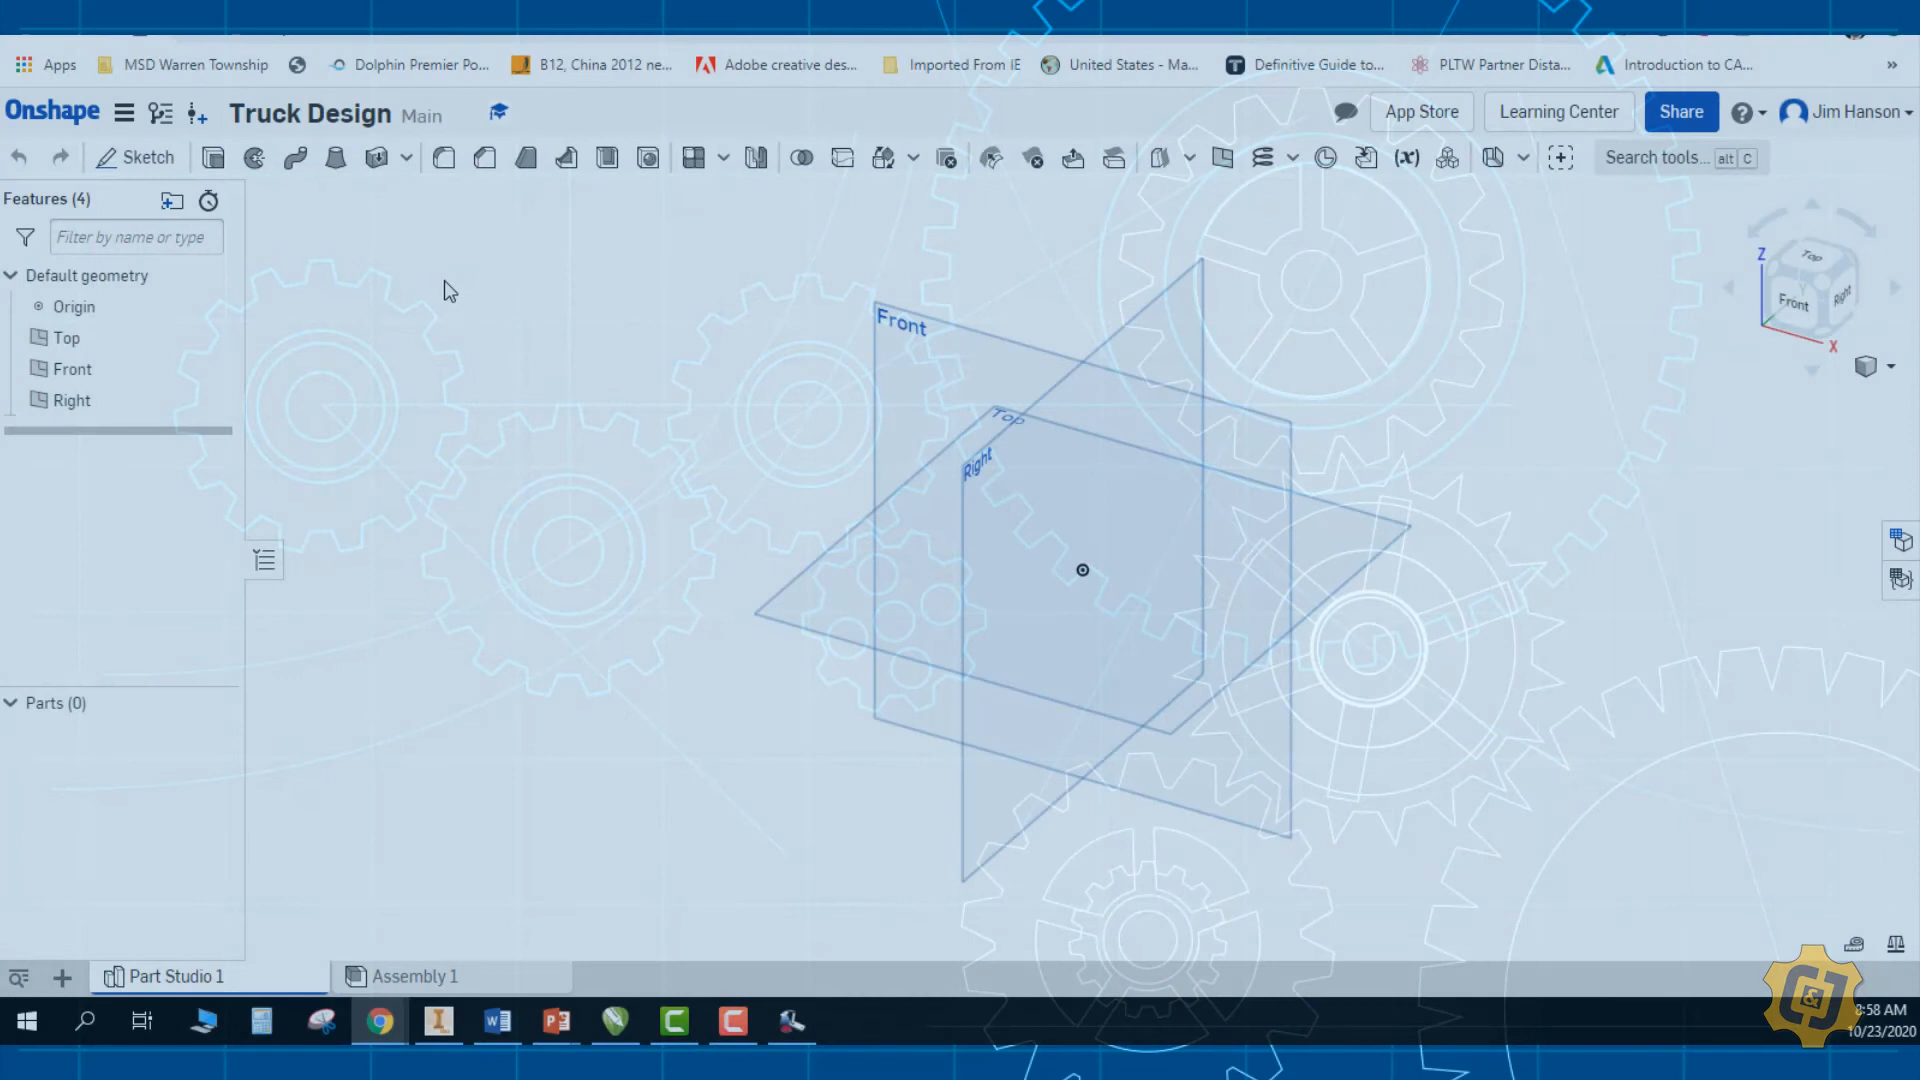 Apps MSD Warren Township Dolphin Premier Po... B12, China 2012 ne... Adobe creative des... Imported From IE United States - Ma... Definitive Guide to... PLTW Partner Dista... Introduction to CA... »
Onshape Truck Design Main App Store Learning Center Share Jim Hanson
Sketch (x) Search tools... alt C
Features (4)
Filter by name or type
Default geometry
Origin
Top
Front
Right
Parts (0)
Front
Top
Right
Z
Top
Front
Right
Y
X
Part Studio 1 Assembly 1
8:58 AM
10/23/2020
C&J